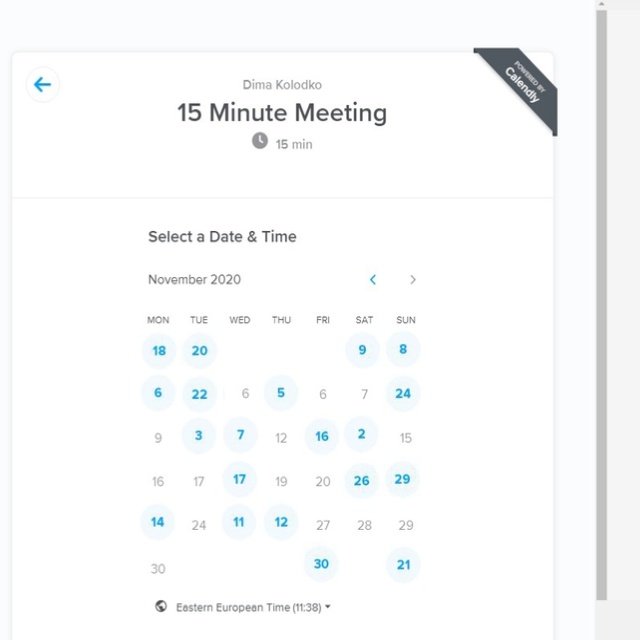 POWERED BY
Calendly
Dima Kolodko
15 Minute Meeting
15 min
Select a Date & Time
November 2020
MON TUE WED THU FRI SAT SUN
18 20 9 8
6 22 6 5 6 7 24
9 3 7 12 16 2 15
16 17 17 19 20 26 29
14 24 11 12 27 28 29
30 30 21
Eastern European Time (11:38)